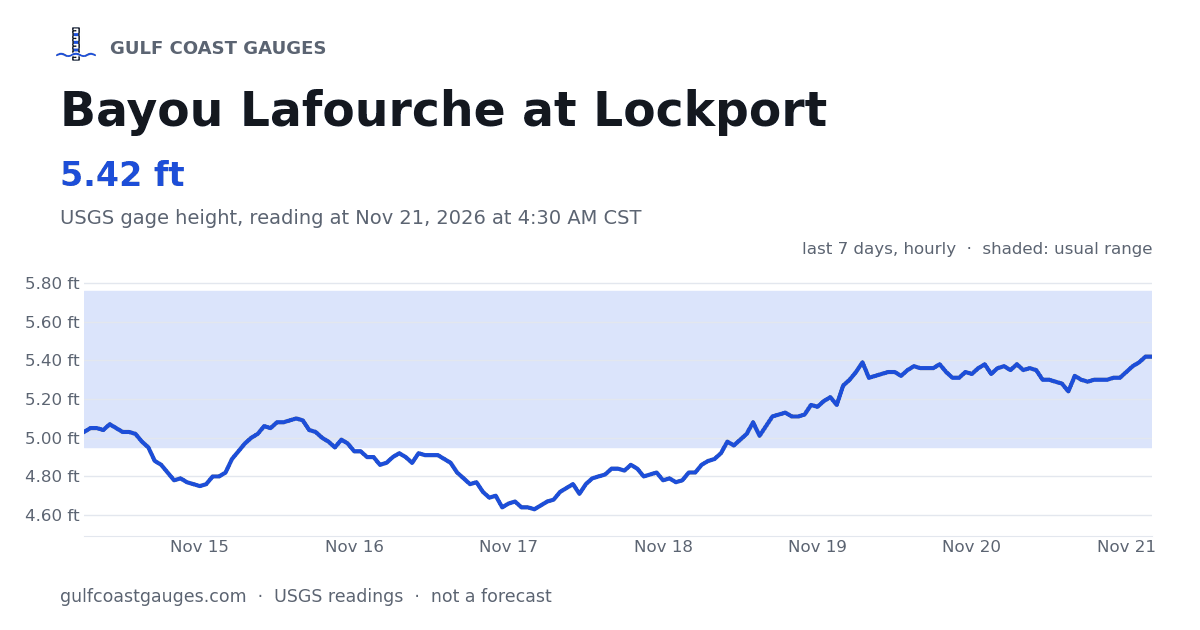 GULF COAST GAUGES
Bayou Lafourche at Lockport
5.42 ft
USGS gage height, reading at Nov 21, 2026 at 4:30 AM CST
last 7 days, hourly · shaded: usual range
5.80 ft
5.60 ft
5.40 ft
5.20 ft
5.00 ft
4.80 ft
4.60 ft
Nov 15 Nov 16 Nov 17 Nov 18 Nov 19 Nov 20 Nov 21
gulfcoastgauges.com · USGS readings · not a forecast